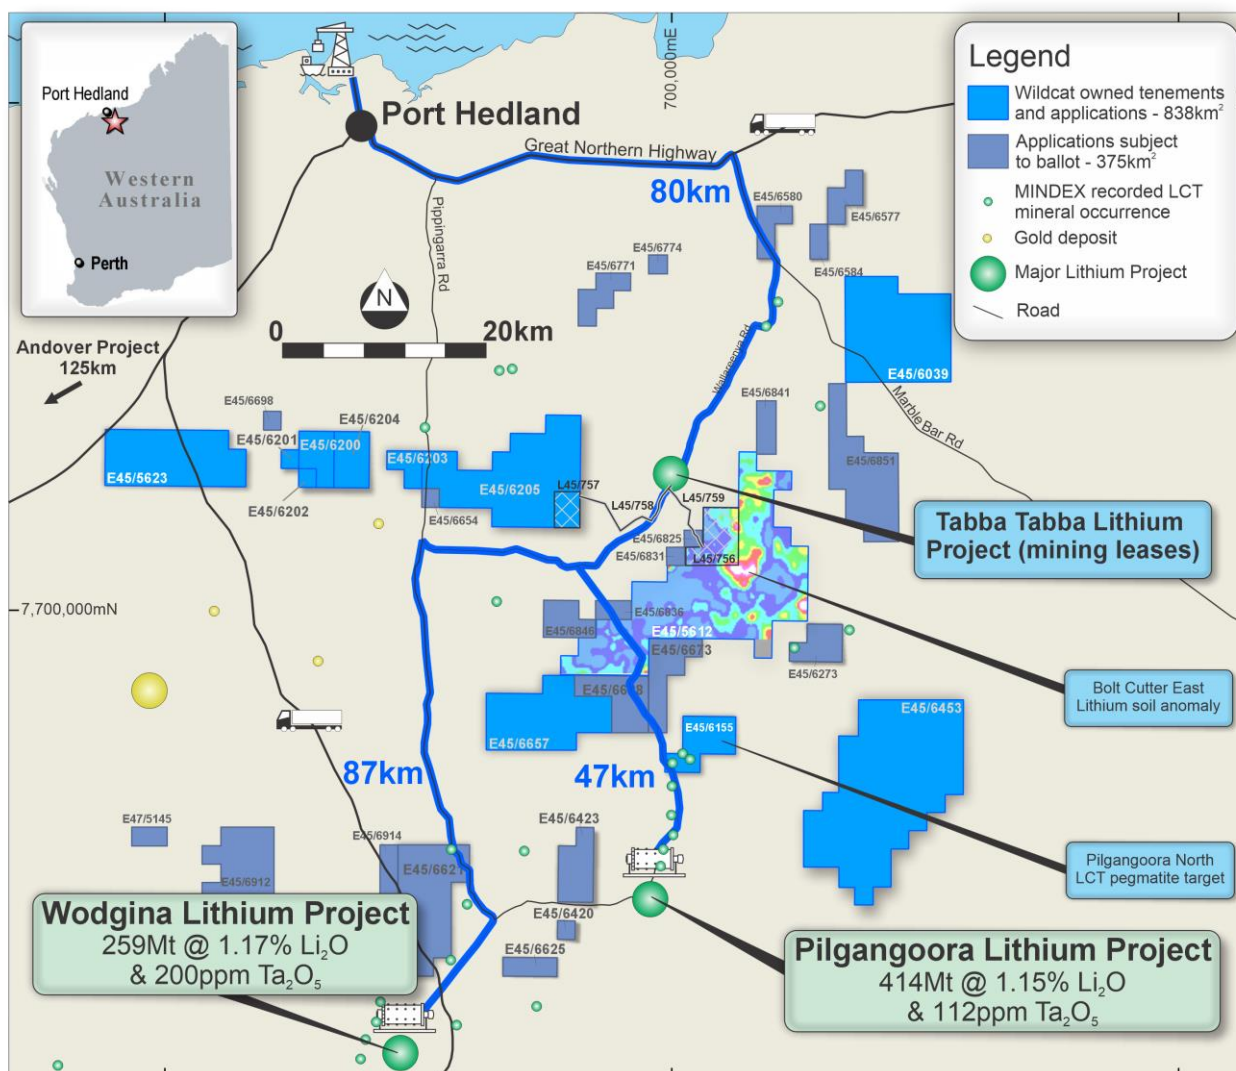 Port Hedland
Western
Australia
Perth
700,000mE
Legend
Wildcat owned tenements
and applications - 838km²
Applications subject
to ballot - 375km²
MINDEX recorded LCT
mineral occurrence
Gold deposit
Major Lithium Project
Road
Port Hedland
Great Northern Highway
80km
Pippingarra Rd
N
0
20km
Andover Project
125km
E45/6774
E45/6771
E45/6580
E45/6577
E45/6584
E45/6039
Wallareenya Rd
Marble Bar Rd
E45/6841
E45/6851
E45/6698
E45/6204
E45/6201
E45/6200
E45/6202
E45/5623
E45/6203
E45/6205
E45/6654
L45/757
L45/758
L45/759
E45/6825
E45/6831
L45/756
Tabba Tabba Lithium
Project (mining leases)
7,700,000mN
E45/6836
E45/6846
E45/5612
E45/6673
E45/6273
Bolt Cutter East
Lithium soil anomaly
E45/6657
E45/6155
E45/6453
87km
47km
Pilgangoora North
LCT pegmatite target
E47/5145
E45/6912
E45/6914
E45/6621
E45/6423
E45/6420
E45/6625
Wodgina Lithium Project
259Mt @ 1.17% Li₂O
& 200ppm Ta₂O₅
Pilgangoora Lithium Project
414Mt @ 1.15% Li₂O
& 112ppm Ta₂O₅